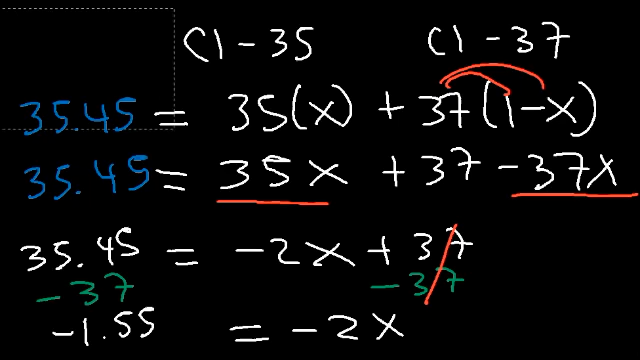 Cl-35 Cl-37
35.45 = 35(x) + 37(1-x)
35.45 = 35x + 37 - 37x
35.45 = -2x + 37
-37 -37
-1.55 = -2x